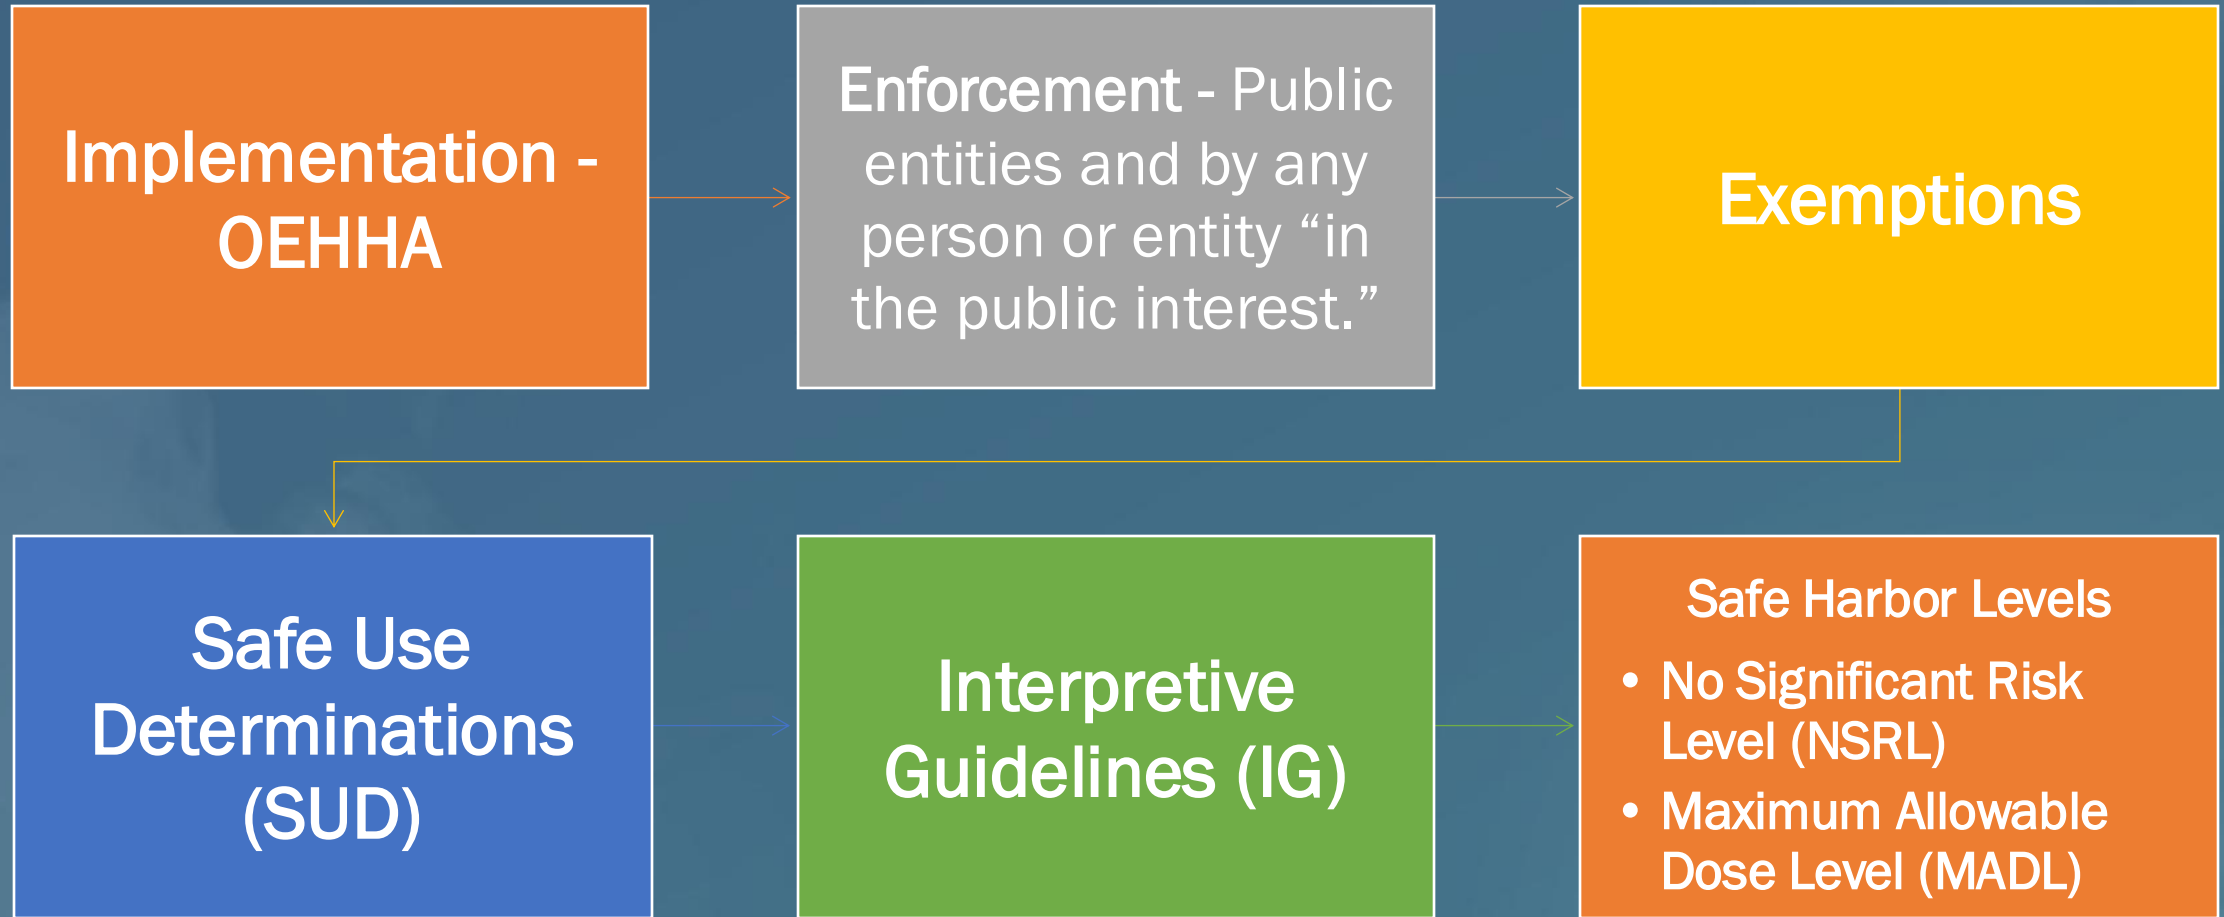 Implementation -
OEHHA
Enforcement - Public
entities and by any
person or entity “in
the public interest.”
Exemptions
Safe Use
Determinations
(SUD)
Interpretive
Guidelines (IG)
Safe Harbor Levels
• No Significant Risk
Level (NSRL)
• Maximum Allowable
Dose Level (MADL)